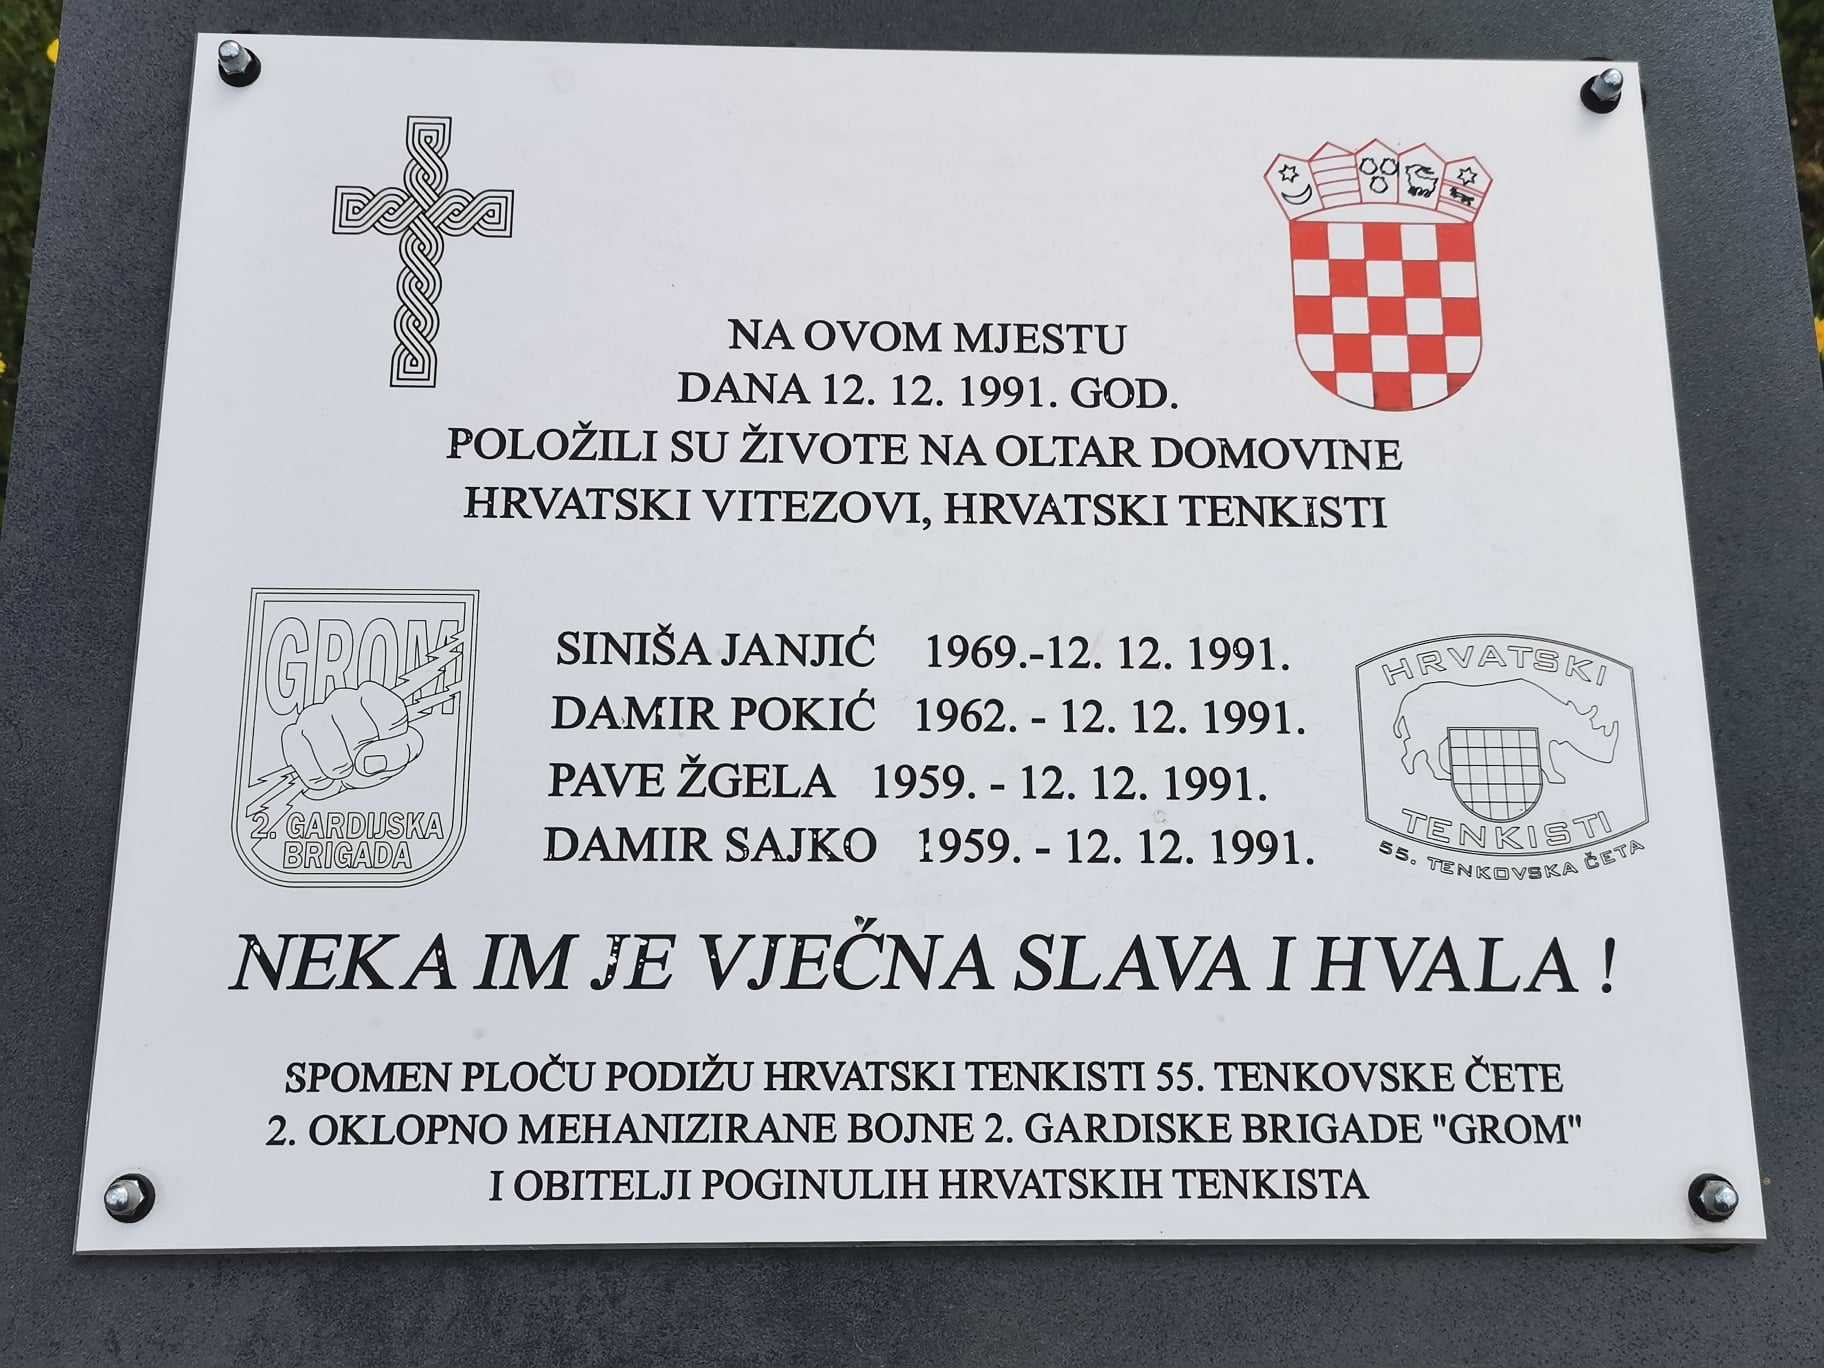 NA OVOM MJESTU
DANA 12. 12. 1991. GOD.
POLOŽILI SU ŽIVOTE NA OLTAR DOMOVINE
HRVATSKI VITEZOVI, HRVATSKI TENKISTI
GROM
2. GARDIJSKA
BRIGADA
SINIŠA JANJIĆ 1969.-12. 12. 1991.
DAMIR POKIĆ 1962. - 12. 12. 1991.
PAVE ŽGELA 1959. - 12. 12. 1991.
DAMIR SAJKO 1959. - 12. 12. 1991.
HRVATSKI
TENKISTI
55. TENKOVSKA ČETA
NEKA IM JE VJEČNA SLAVA I HVALA !
SPOMEN PLOČU PODIŽU HRVATSKI TENKISTI 55. TENKOVSKE ČETE
2. OKLOPNO MEHANIZIRANE BOJNE 2. GARDISKE BRIGADE "GROM"
I OBITELJI POGINULIH HRVATSKIH TENKISTA